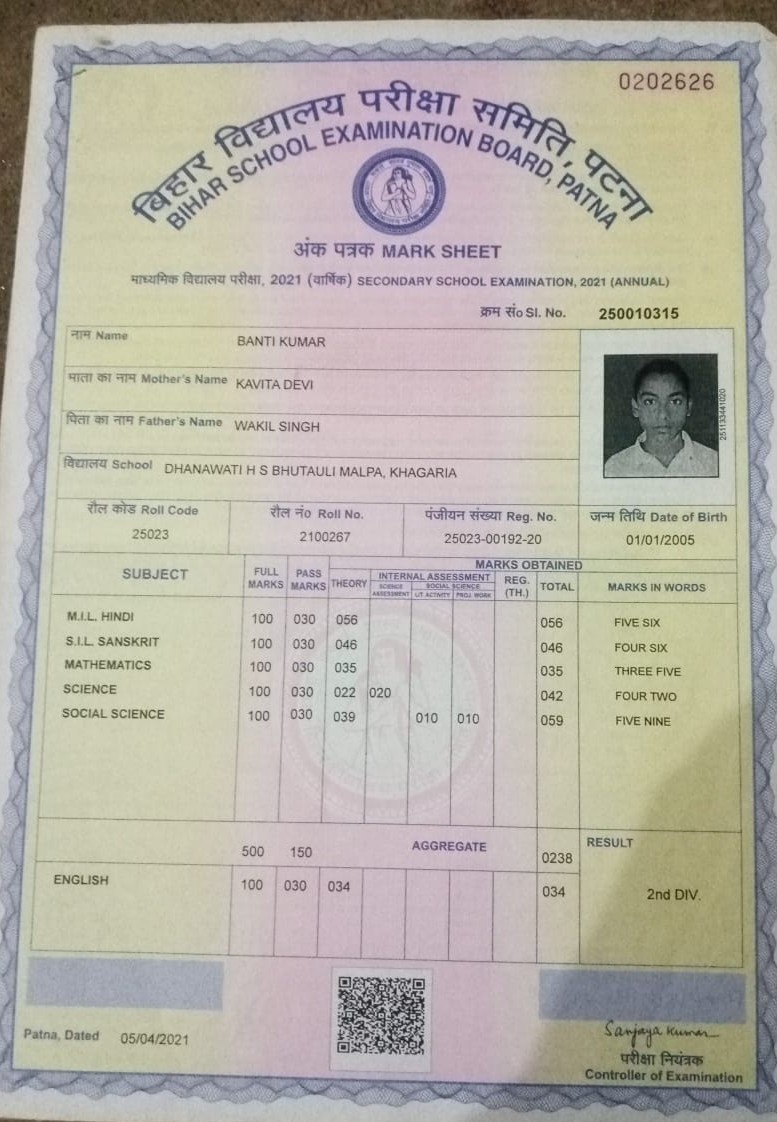 0202626
बिहार विद्यालय परीक्षा समिति, पटना
BIHAR SCHOOL EXAMINATION BOARD, PATNA
अंक पत्रक MARK SHEET
माध्यमिक विद्यालय परीक्षा, 2021 (वार्षिक) SECONDARY SCHOOL EXAMINATION, 2021 (ANNUAL)
क्रम सं० Sl. No. 250010315
नाम Name BANTI KUMAR
माता का नाम Mother's Name KAVITA DEVI
पिता का नाम Father's Name WAKIL SINGH
विद्यालय School DHANAWATI H S BHUTAULI MALPA, KHAGARIA
251133441020
रौल कोड Roll Code रौल नं० Roll No. पंजीयन संख्या Reg. No. जन्म तिथि Date of Birth
25023 2100267 25023-00192-20 01/01/2005
SUBJECT FULL MARKS PASS MARKS MARKS OBTAINED
THEORY INTERNAL ASSESSMENT REG. (TH.) TOTAL MARKS IN WORDS
SCIENCE ASSESSMENT SOCIAL SCIENCE LIT.ACTIVITY PROJ. WORK
M.I.L. HINDI 100 030 056 056 FIVE SIX
S.I.L. SANSKRIT 100 030 046 046 FOUR SIX
MATHEMATICS 100 030 035 035 THREE FIVE
SCIENCE 100 030 022 020 042 FOUR TWO
SOCIAL SCIENCE 100 030 039 010 010 059 FIVE NINE
500 150 AGGREGATE 0238 RESULT
ENGLISH 100 030 034 034 2nd DIV.
Patna, Dated 05/04/2021
Sanjaya Kumar
परीक्षा नियंत्रक
Controller of Examination